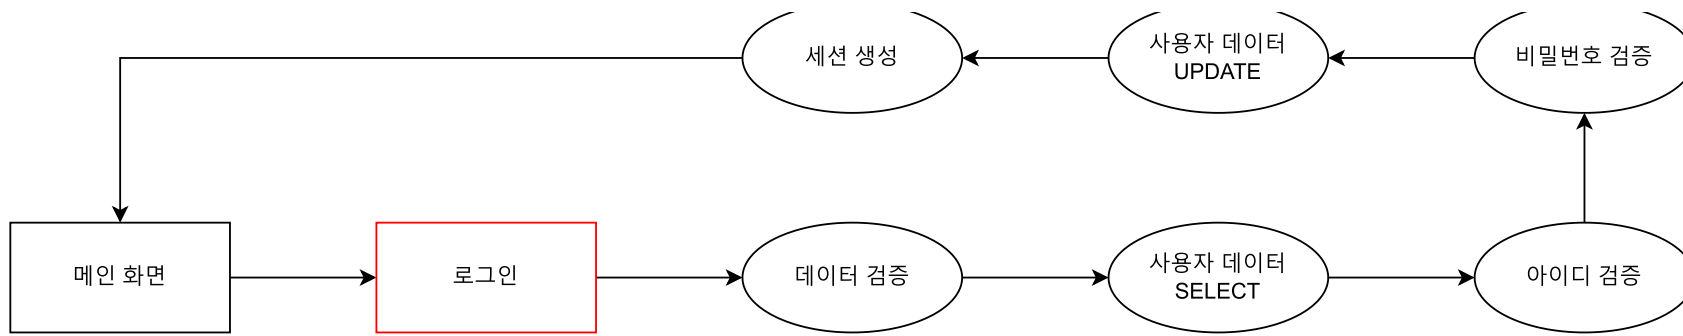 세션 생성
사용자 데이터
UPDATE
비밀번호 검증
메인 화면
로그인
데이터 검증
사용자 데이터
SELECT
아이디 검증